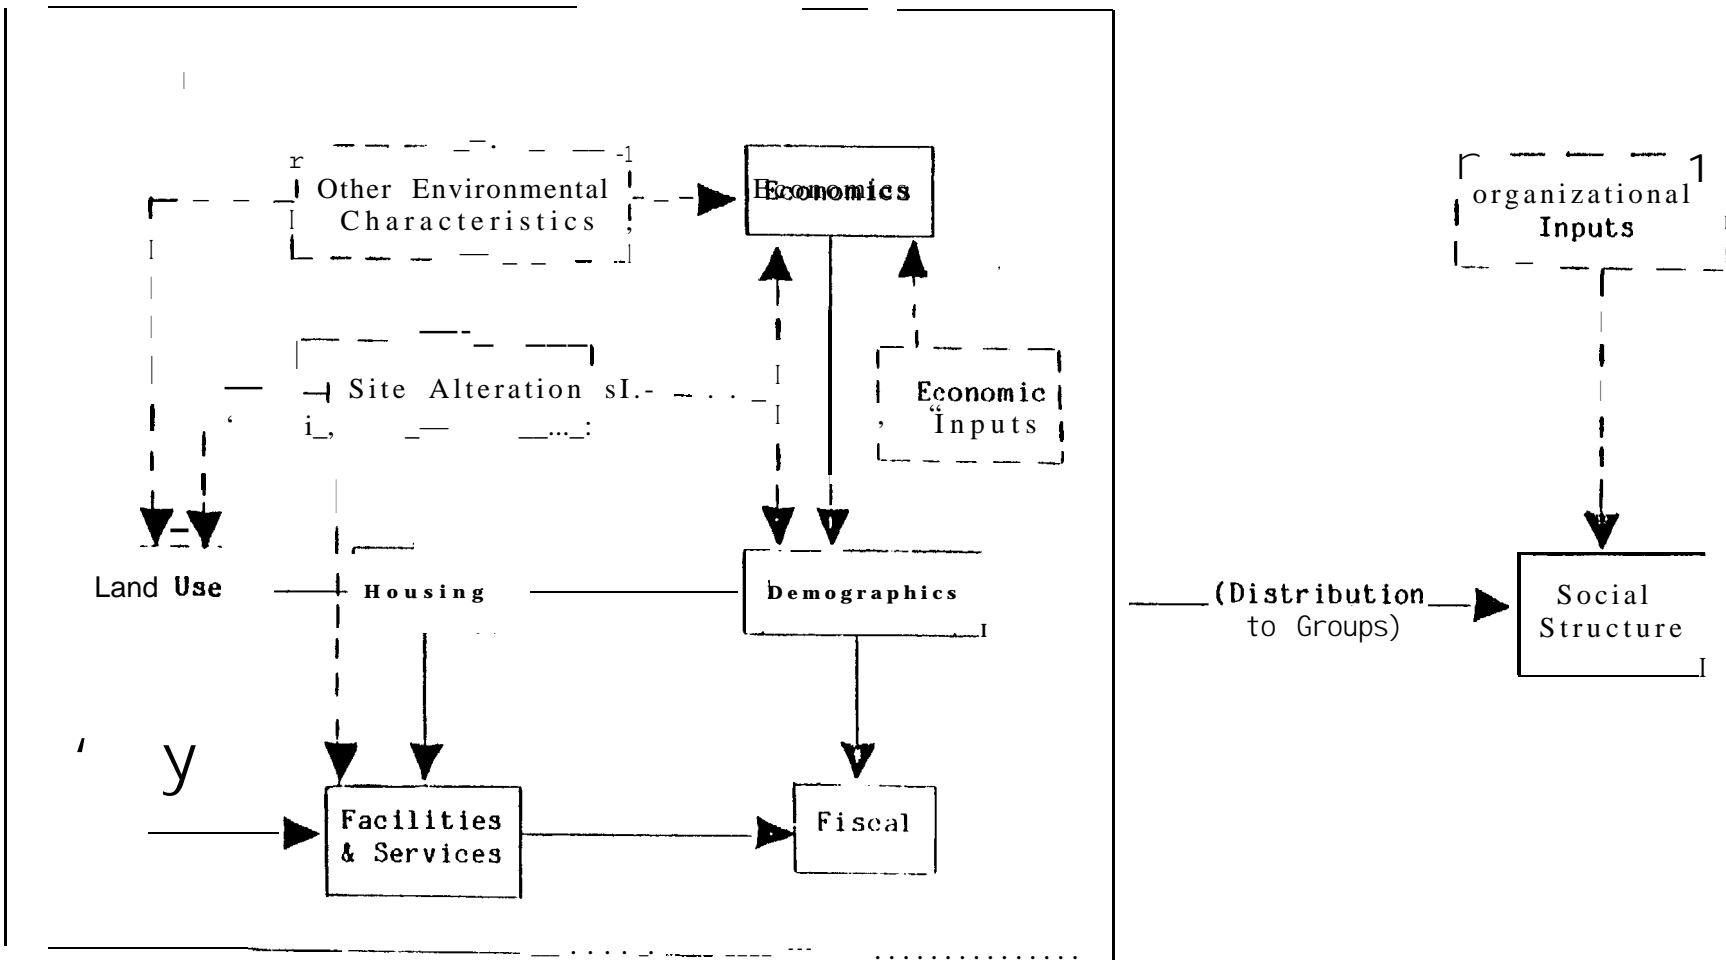 Other Environmental
Characteristics
Economics
organizational
Inputs
Site Alteration s
Economic
Inputs
Land Use
Housing
Demographics
(Distribution
to Groups)
Social
Structure
y
Facilities
& Services
Fiscal